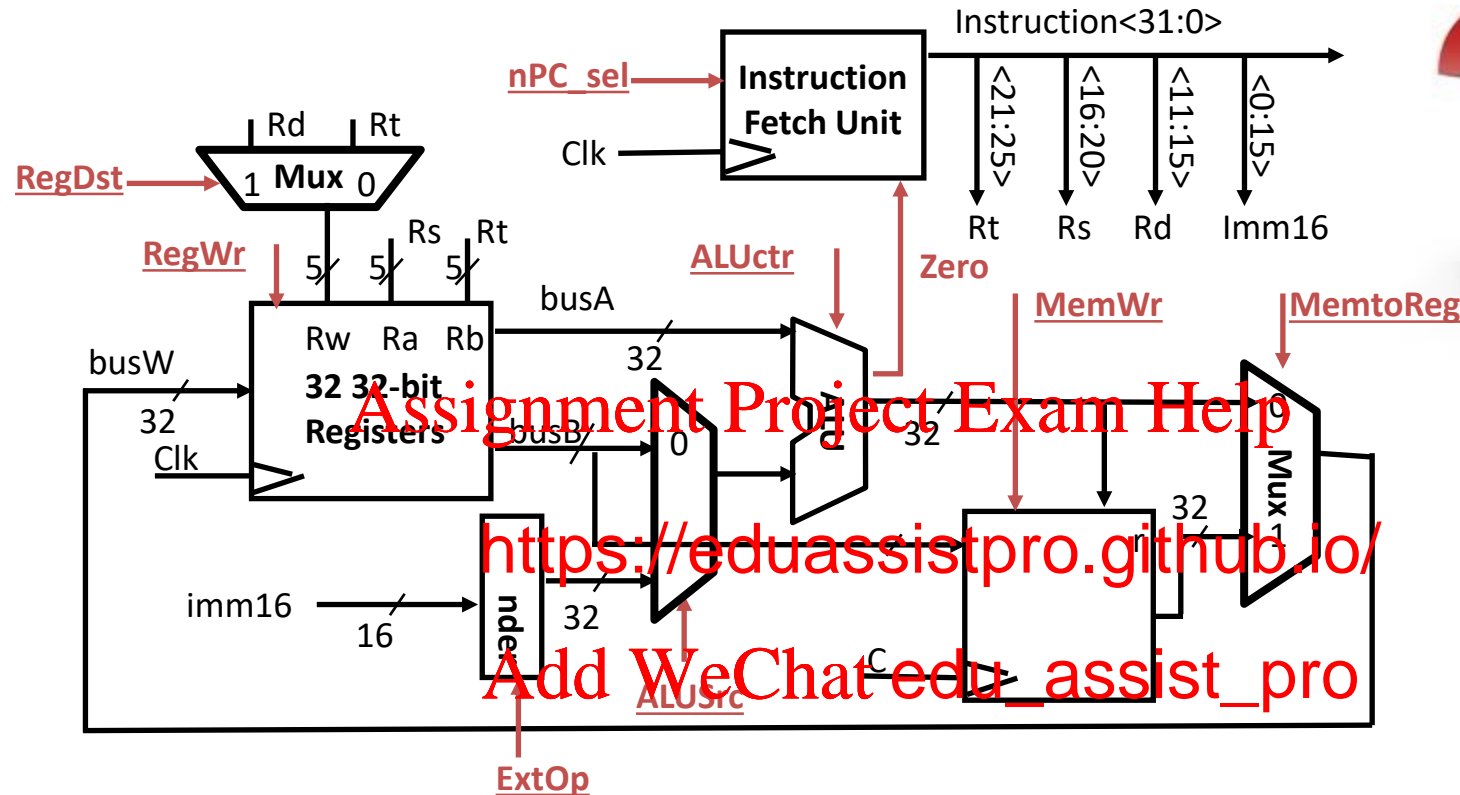 Instruction<31:0>
nPC_sel
Instruction
Fetch Unit
Clk
<21:25>
<16:20>
<11:15>
<0:15>
Rt
Rs
Rd
Imm16
Rd
Rt
RegDst
1 Mux 0
RegWr
Rs
Rt
5
5
5
ALUctr
Zero
MemWr
MemtoReg
busA
32
Rw Ra Rb
busW
32
32 32-bit
Registers
Clk
busB
0
ALU
32
0
Mux
1
Assignment Project Exam Help
https://eduassistpro.github.io/
32
r
imm16
16
nder
32
C
Add WeChat edu_assist_pro
ALUSrc
ExtOp